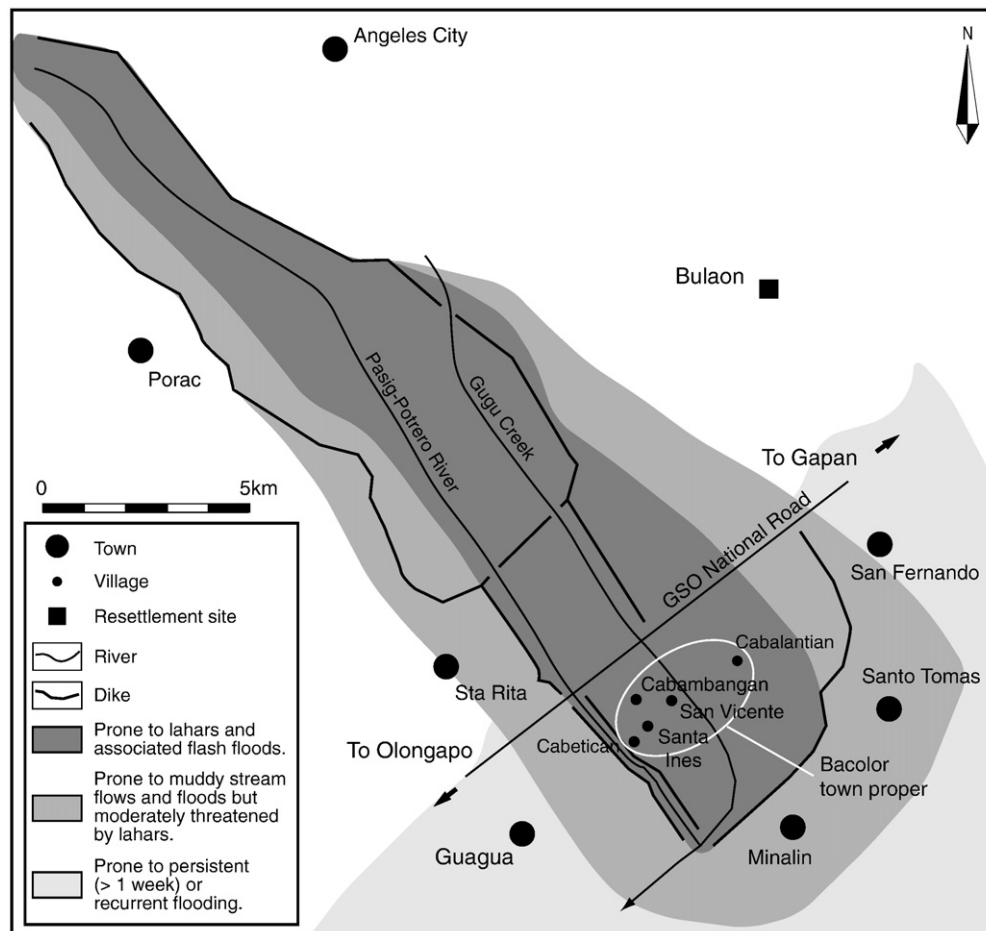 Angeles City
N
Bulaon
Porac
Pasig-Potrero River
Gugu Creek
To Gapan
GSO National Road
San Fernando
Cabalantian
Cabambangan
San Vicente
Santa
Ines
Cabetican
Santo Tomas
Sta Rita
To Olongapo
Bacolor
town proper
Guagua
Minalin
0
5km
Town
Village
Resettlement site
River
Dike
Prone to lahars and
associated flash floods.
Prone to muddy stream
flows and floods but
moderately threatened
by lahars.
Prone to persistent
(> 1 week) or
recurrent flooding.